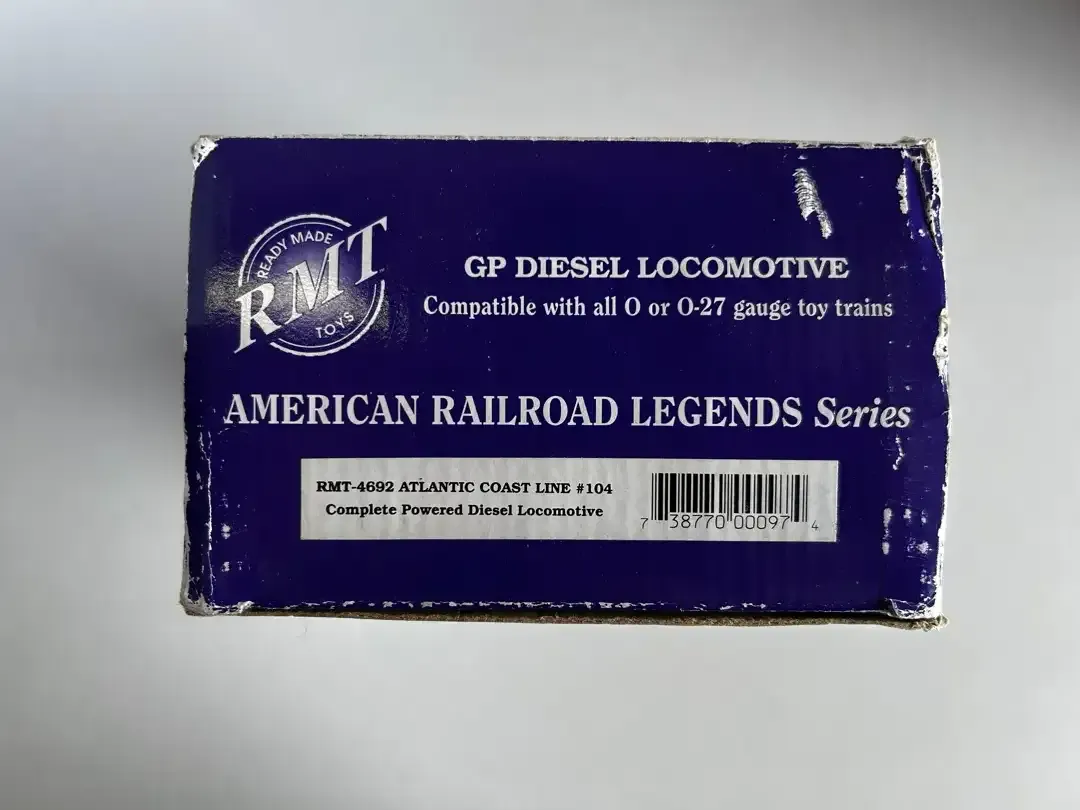 READY MADE
RMT
TOYS
GP DIESEL LOCOMOTIVE
Compatible with all O or O-27 gauge toy trains
AMERICAN RAILROAD LEGENDS Series
RMT-4692 ATLANTIC COAST LINE #104
Complete Powered Diesel Locomotive
7 38770 00097 4